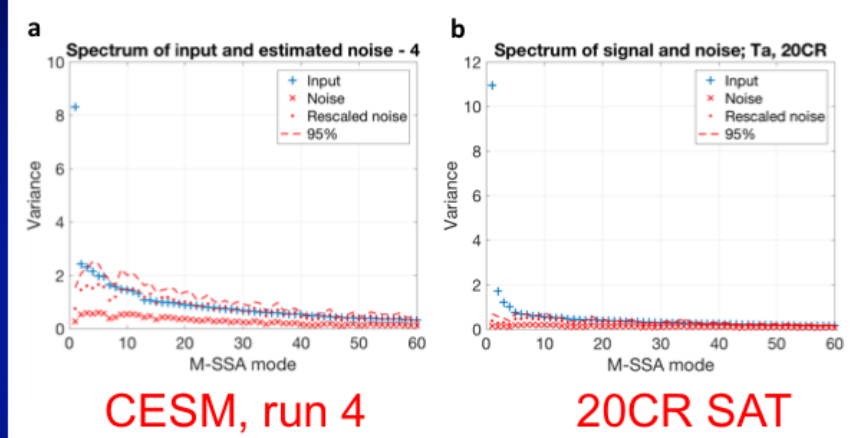 a
Spectrum of input and estimated noise - 4
10
8
6
4
2
0
Variance
Input
Noise
Rescaled noise
95%
0 10 20 30 40 50 60
M-SSA mode
CESM, run 4
b
Spectrum of signal and noise; Ta, 20CR
12
10
8
6
4
2
0
Variance
Input
Noise
Rescaled noise
95%
0 10 20 30 40 50 60
M-SSA mode
20CR SAT